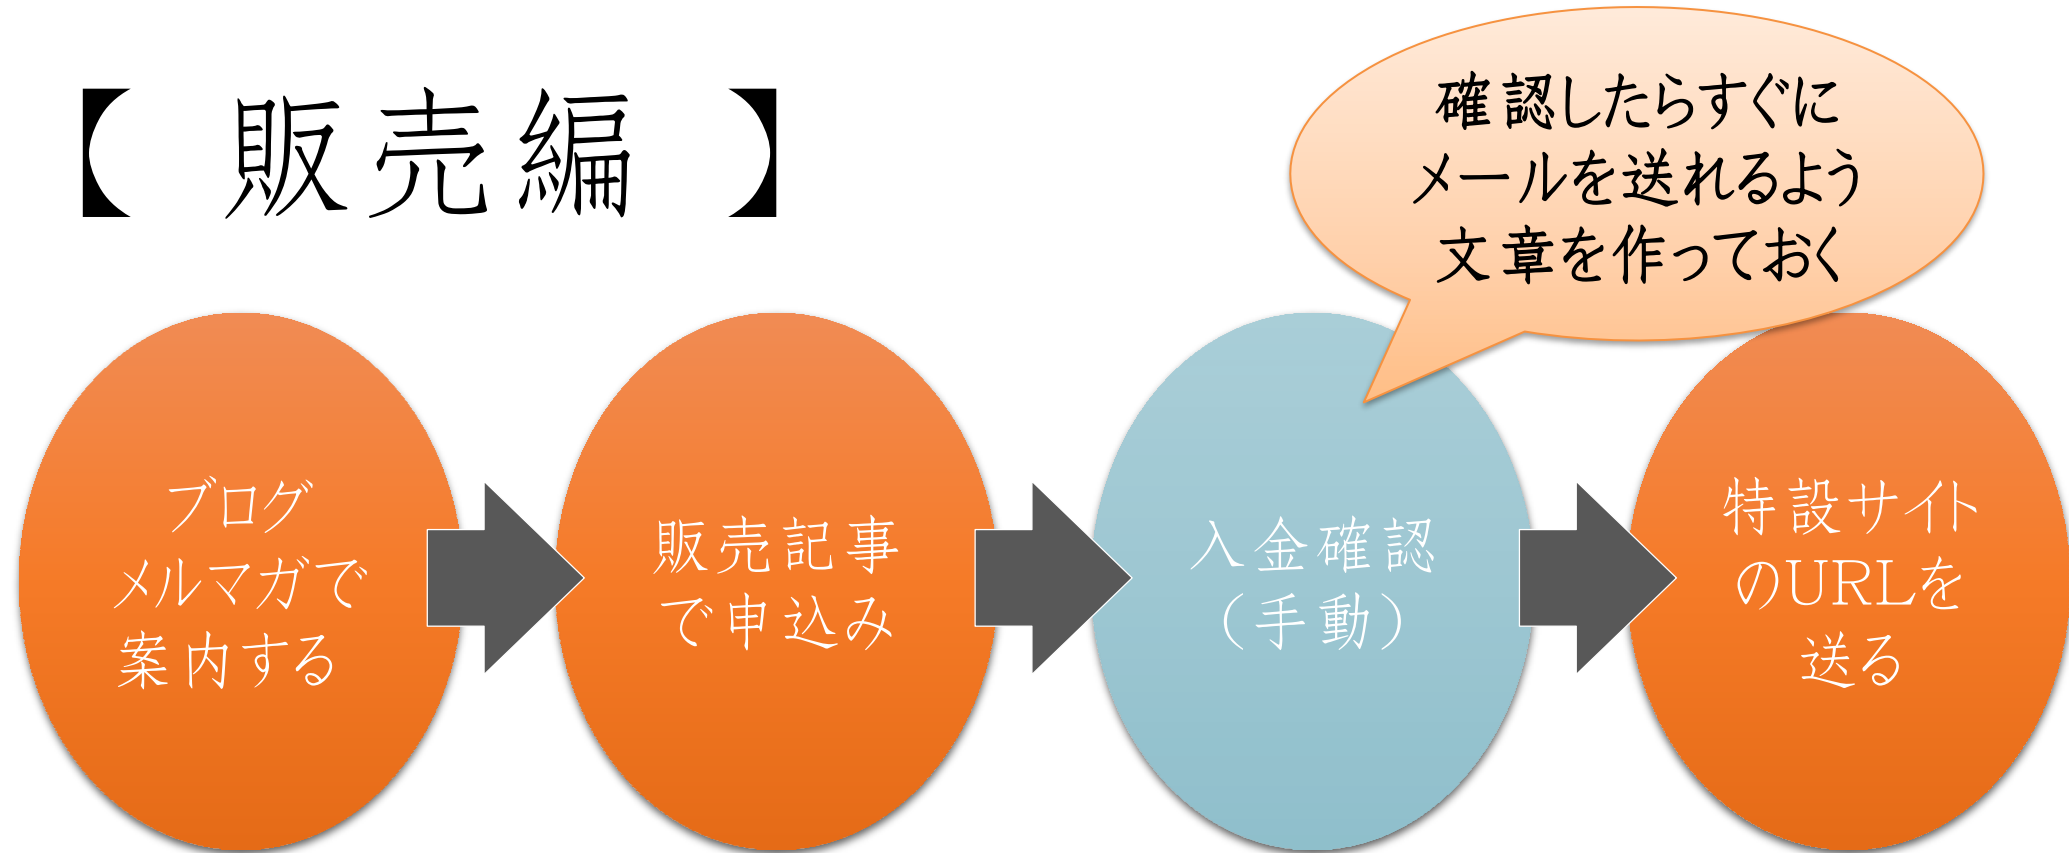 【 販売編 】
確認したらすぐに
メールを送れるよう
文章を作っておく
ブログ
メルマガで
案内する
販売記事
で申込み
入金確認
（手動）
特設サイト
のURLを
送る